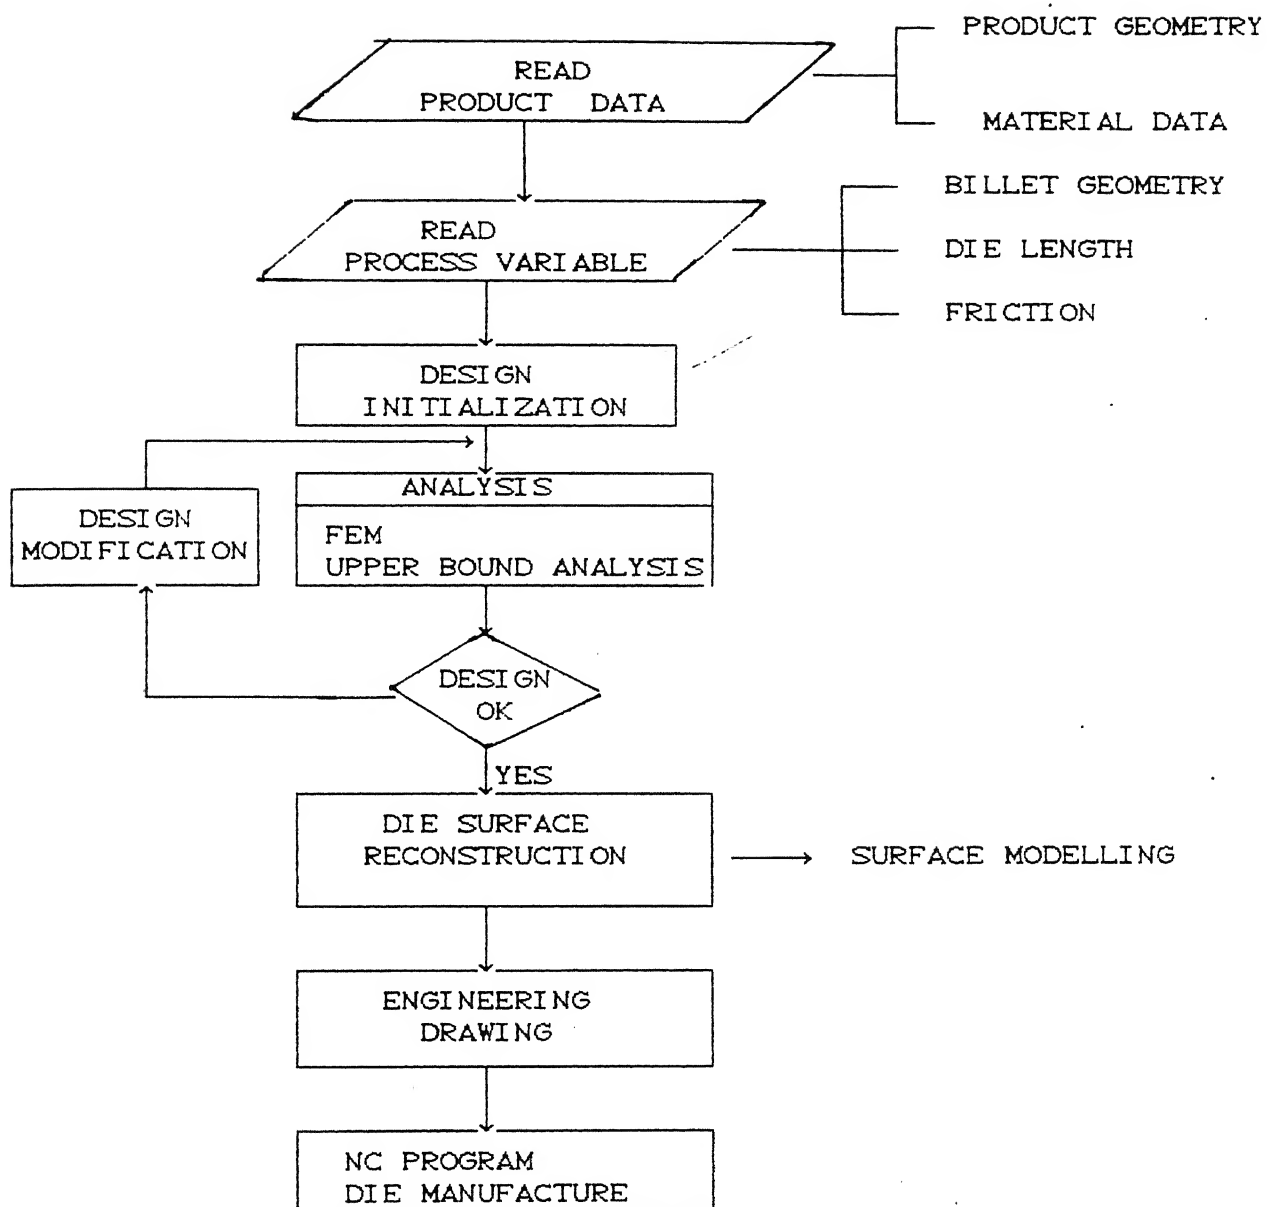 PRODUCT GEOMETRY
READ
PRODUCT DATA
MATERIAL DATA
BILLET GEOMETRY
READ
PROCESS VARIABLE
DIE LENGTH
FRICTION
DESIGN
INITIALIZATION
ANALYSIS
FEM
UPPER BOUND ANALYSIS
DESIGN
MODIFICATION
DESIGN
OK
YES
DIE SURFACE
RECONSTRUCTION
SURFACE MODELLING
ENGINEERING
DRAWING
NC PROGRAM
DIE MANUFACTURE